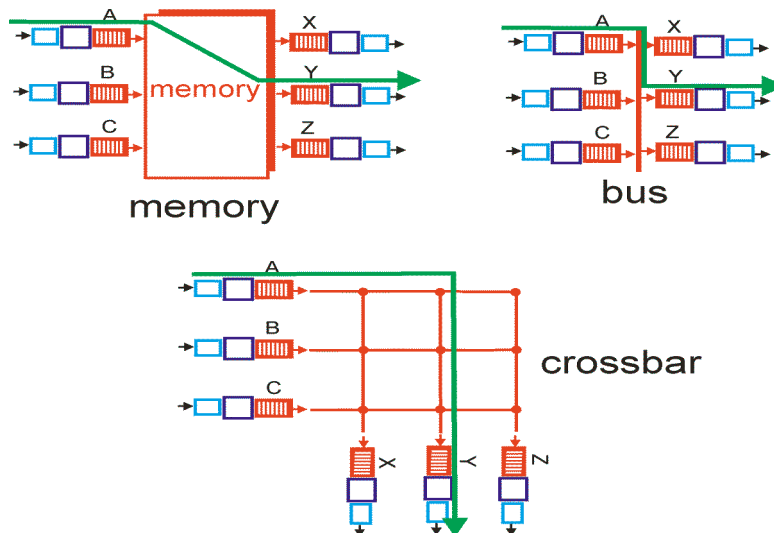 A X
B memory Y
C Z
memory
A X
B Y
C Z
bus
A
B
C
crossbar
X Y Z